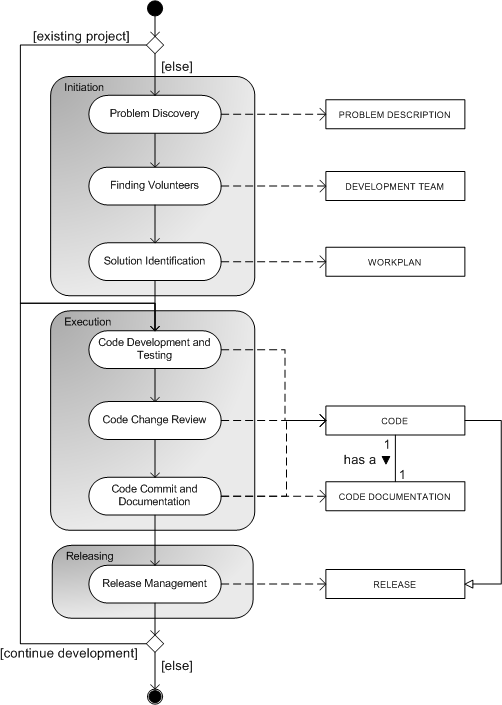 [existing project]
[else]
Initiation
Problem Discovery
PROBLEM DESCRIPTION
Finding Volunteers
DEVELOPMENT TEAM
Solution Identification
WORKPLAN
Execution
Code Development and
Testing
Code Change Review
CODE
1
has a ▼
1
Code Commit and
Documentation
CODE DOCUMENTATION
Releasing
Release Management
RELEASE
[continue development]
[else]